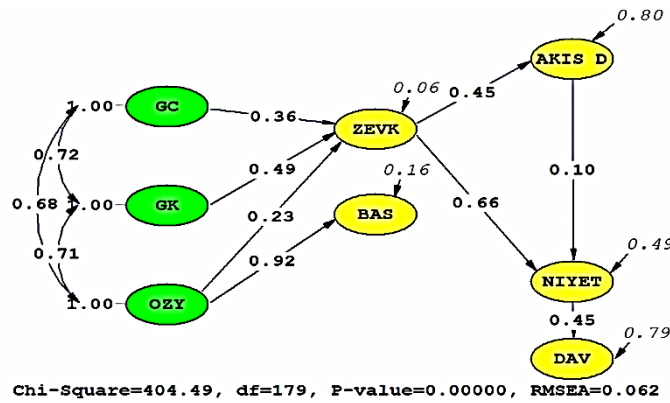 0.80
AKIS D
0.06
1.00
GC
0.36
0.45
ZEVK
0.72
0.49
0.16
0.10
0.68
1.00
GK
0.23
BAS
0.66
0.71
0.92
0.49
NIYET
1.00
OZY
0.45
0.79
DAV
Chi-Square=404.49, df=179, P-value=0.00000, RMSEA=0.062